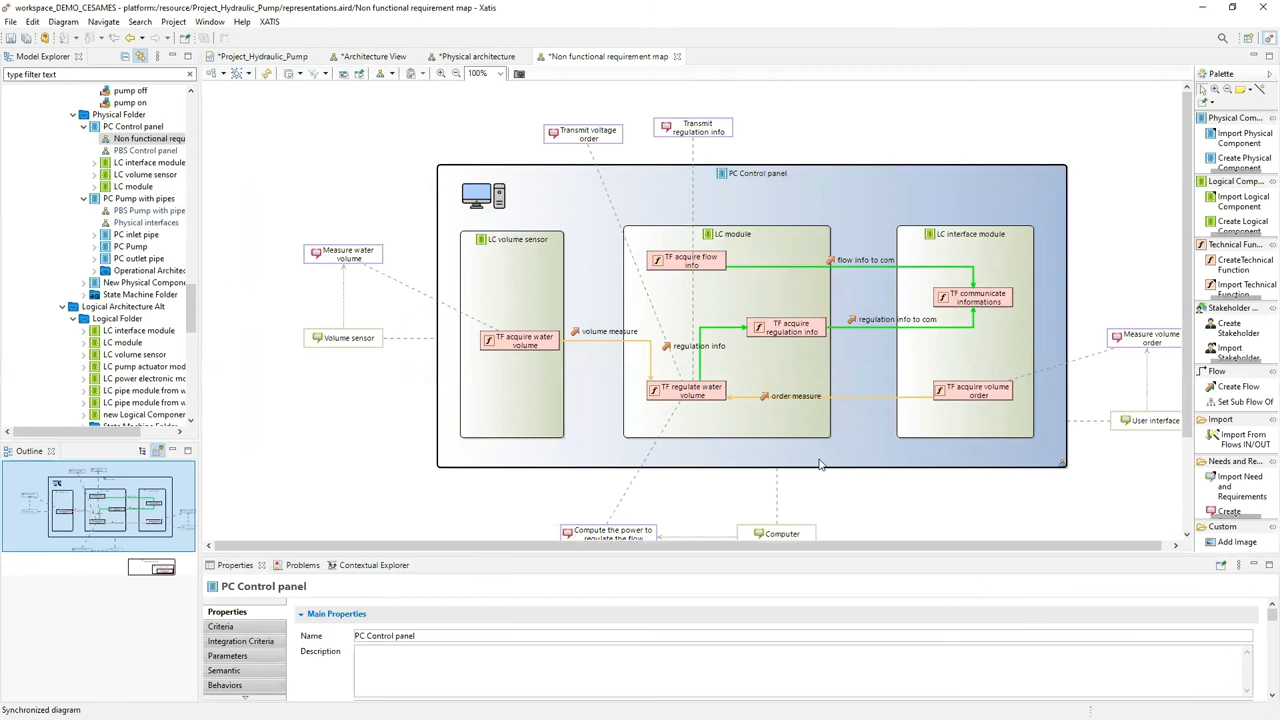 workspace_DEMO_CESAMES - platform:/resource/Project_Hydraulic_Pump/representations.aird/Non functional requirement map - Xatis
File Edit Diagram Navigate Search Project Window Help XATIS
Model Explorer
type filter text
pump off
pump on
Physical Folder
PC Control panel
Non functional requ
PBS Control panel
LC interface module
LC volume sensor
LC module
PC Pump with pipes
PBS Pump with pipe
Physical interfaces
PC inlet pipe
PC Pump
PC outlet pipe
Operational Architec
New Physical Compone
State Machine Folder
Logical Architecture Alt
Logical Folder
LC interface module
LC module
LC volume sensor
LC pump actuator mod
LC power electronic mo
LC pipe module from w
LC pipe module from w
new Logical Componen
State Machine Folder
Outline
*Project_Hydraulic_Pump
*Architecture View
*Physical architecture
*Non functional requirement map
100%
Transmit voltage
order
Transmit
regulation info
PC Control panel
LC volume sensor
LC module
LC interface module
Measure water
volume
Volume sensor
TF acquire water
volume
volume measure
TF acquire flow
info
flow info to com
TF communicate
informations
TF acquire
regulation info
regulation info to com
regulation info
TF regulate water
volume
order measure
TF acquire volume
order
Measure volume
order
User interface
Compute the power to
regulate the flow
Computer
Palette
Physical Comp...
Import Physical
Component
Create Physical
Component
Logical Comp...
Import Logical
Component
Create Logical
Component
Technical Func...
CreateTechnical
Function
Import Technical
Function
Stakeholder ...
Create
Stakeholder
Import
Stakeholder
Flow
Create Flow
Set Sub Flow Of
Import
Import From
Flows IN/OUT
Needs and Re...
Import Need
and
Requirements
Create
Custom
Add Image
Properties
Problems
Contextual Explorer
PC Control panel
Properties
Criteria
Integration Criteria
Parameters
Semantic
Behaviors
Main Properties
Name PC Control panel
Description
Synchronized diagram